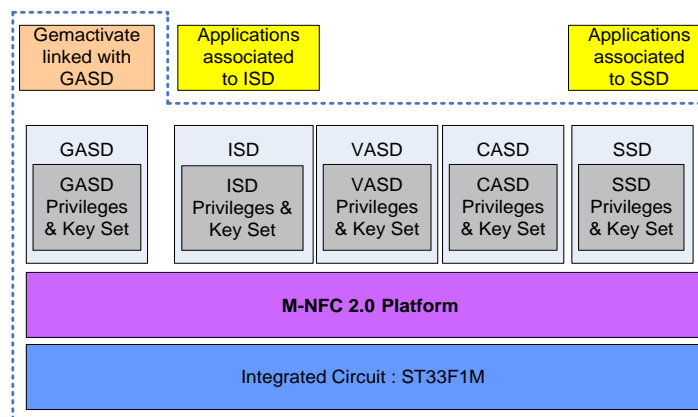 Gemactivate
linked with
GASD
Applications
associated
to ISD
Applications
associated
to SSD
GASD
GASD
Privileges
& Key Set
ISD
ISD
Privileges &
Key Set
VASD
VASD
Privileges
& Key Set
CASD
CASD
Privileges
& Key Set
SSD
SSD
Privileges
& Key Set
M-NFC 2.0 Platform
Integrated Circuit : ST33F1M